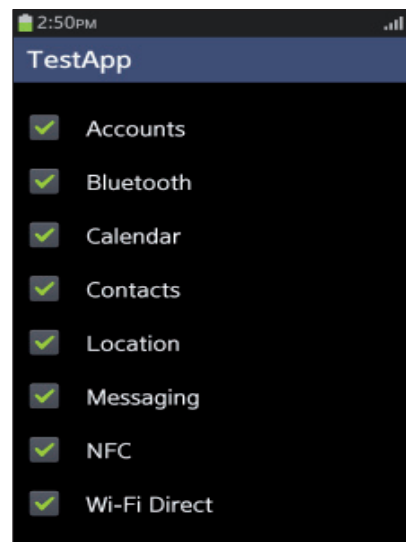 2:50PM
TestApp
Accounts
Bluetooth
Calendar
Contacts
Location
Messaging
NFC
Wi-Fi Direct